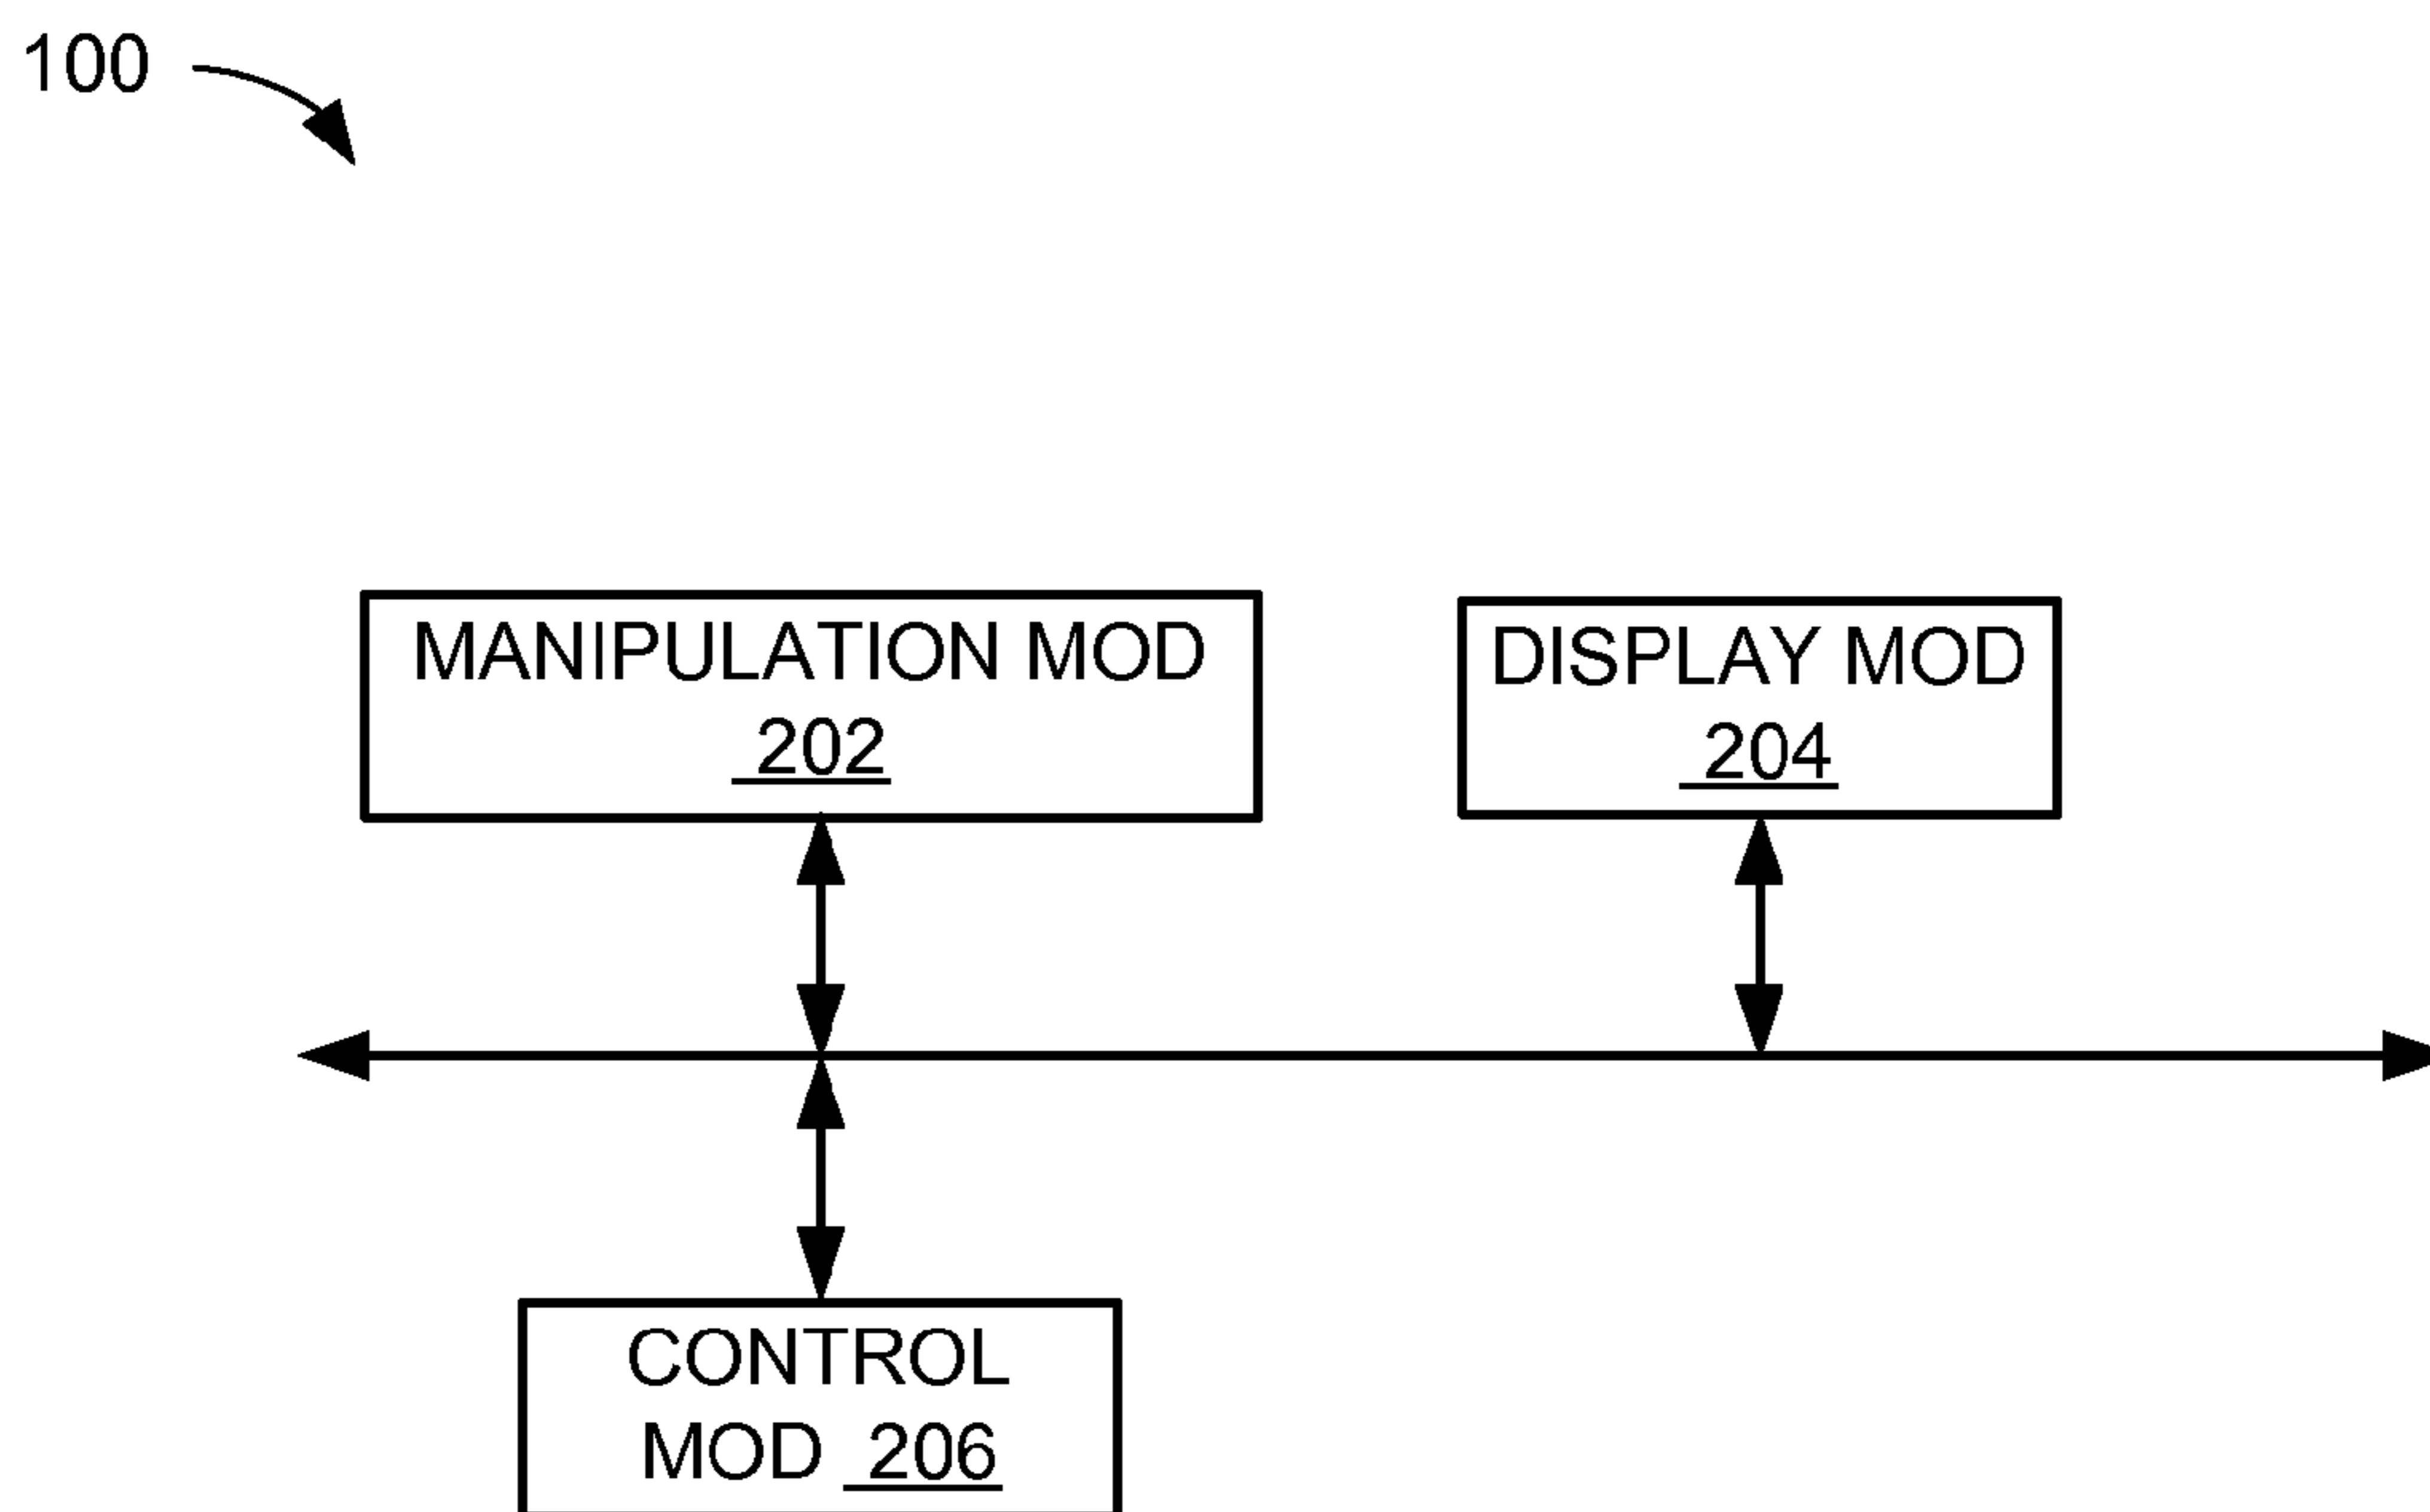 100
MANIPULATION MOD
202
DISPLAY MOD
204
CONTROL
MOD 206